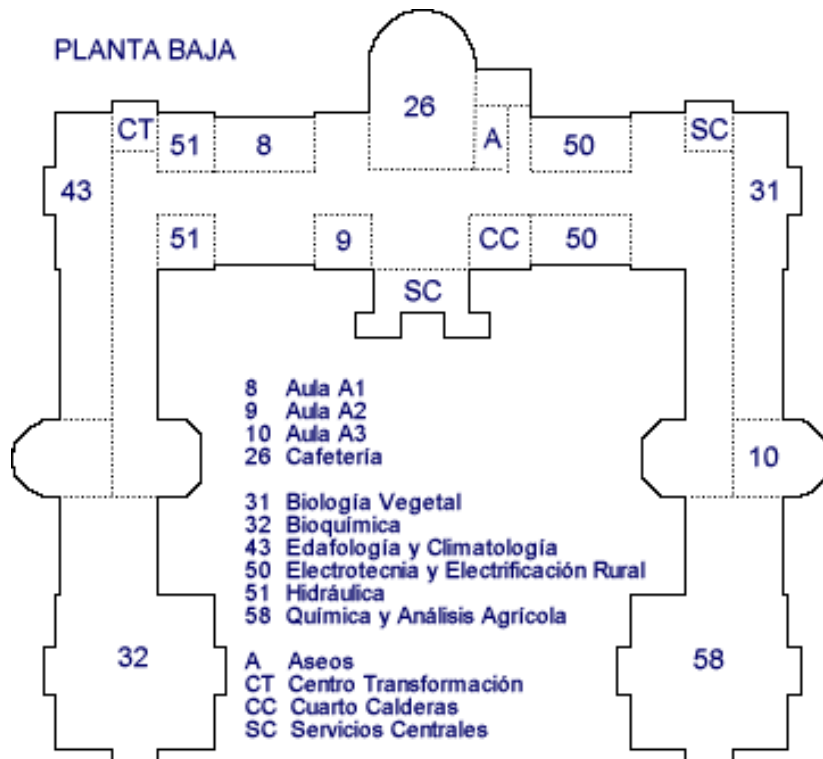 PLANTA BAJA
26
CT
51
8
A
50
SC
43
31
51
9
CC
50
SC
8 Aula A1
9 Aula A2
10 Aula A3
26 Cafetería
10
31 Biología Vegetal
32 Bioquímica
43 Edafología y Climatología
50 Electrotecnia y Electrificación Rural
51 Hidráulica
58 Química y Análisis Agrícola
32
58
A Aseos
CT Centro Transformación
CC Cuarto Calderas
SC Servicios Centrales